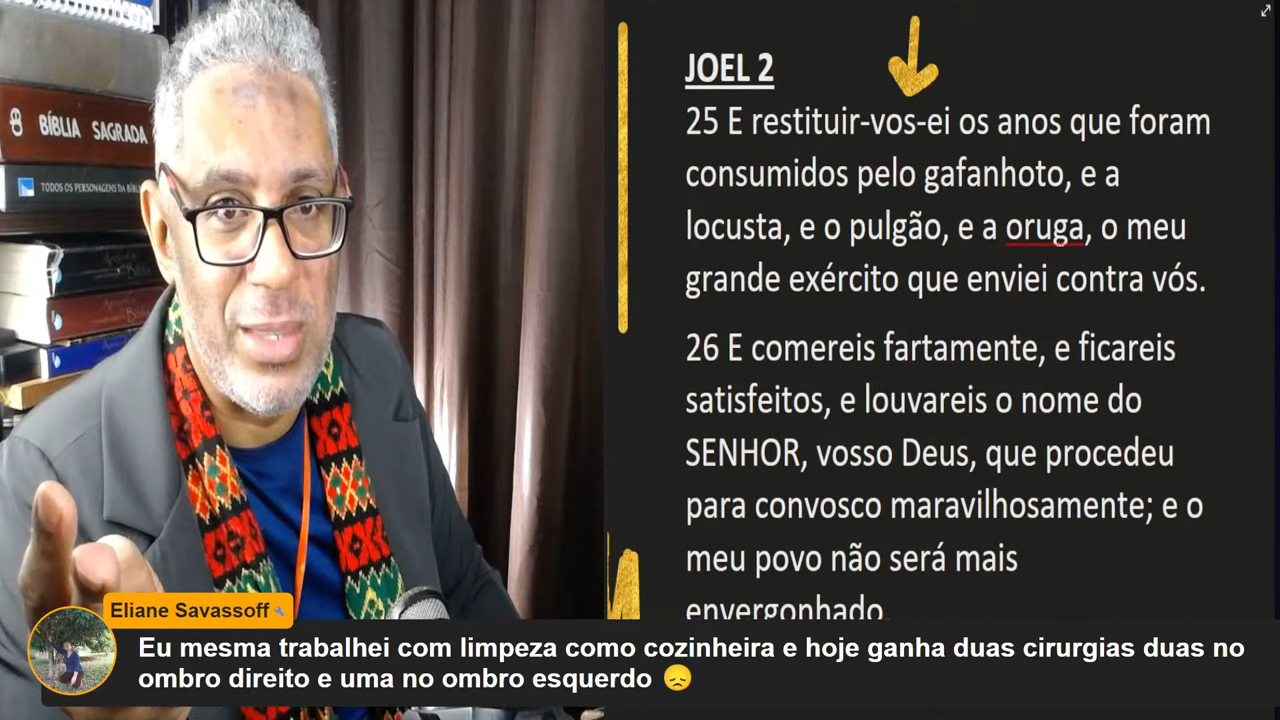 BÍBLIA SAGRADA
TODOS OS PERSONAGENS DA BÍBL
JOEL 2
25 E restituir-vos-ei os anos que foram
consumidos pelo gafanhoto, e a
locusta, e o pulgão, e a oruga, o meu
grande exército que enviei contra vós.
26 E comereis fartamente, e ficareis
satisfeitos, e louvareis o nome do
SENHOR, vosso Deus, que procedeu
para convosco maravilhosamente; e o
meu povo não será mais
envergonhado.
Eliane Savassoff
Eu mesma trabalhei com limpeza como cozinheira e hoje ganha duas cirurgias duas no
ombro direito e uma no ombro esquerdo 😞